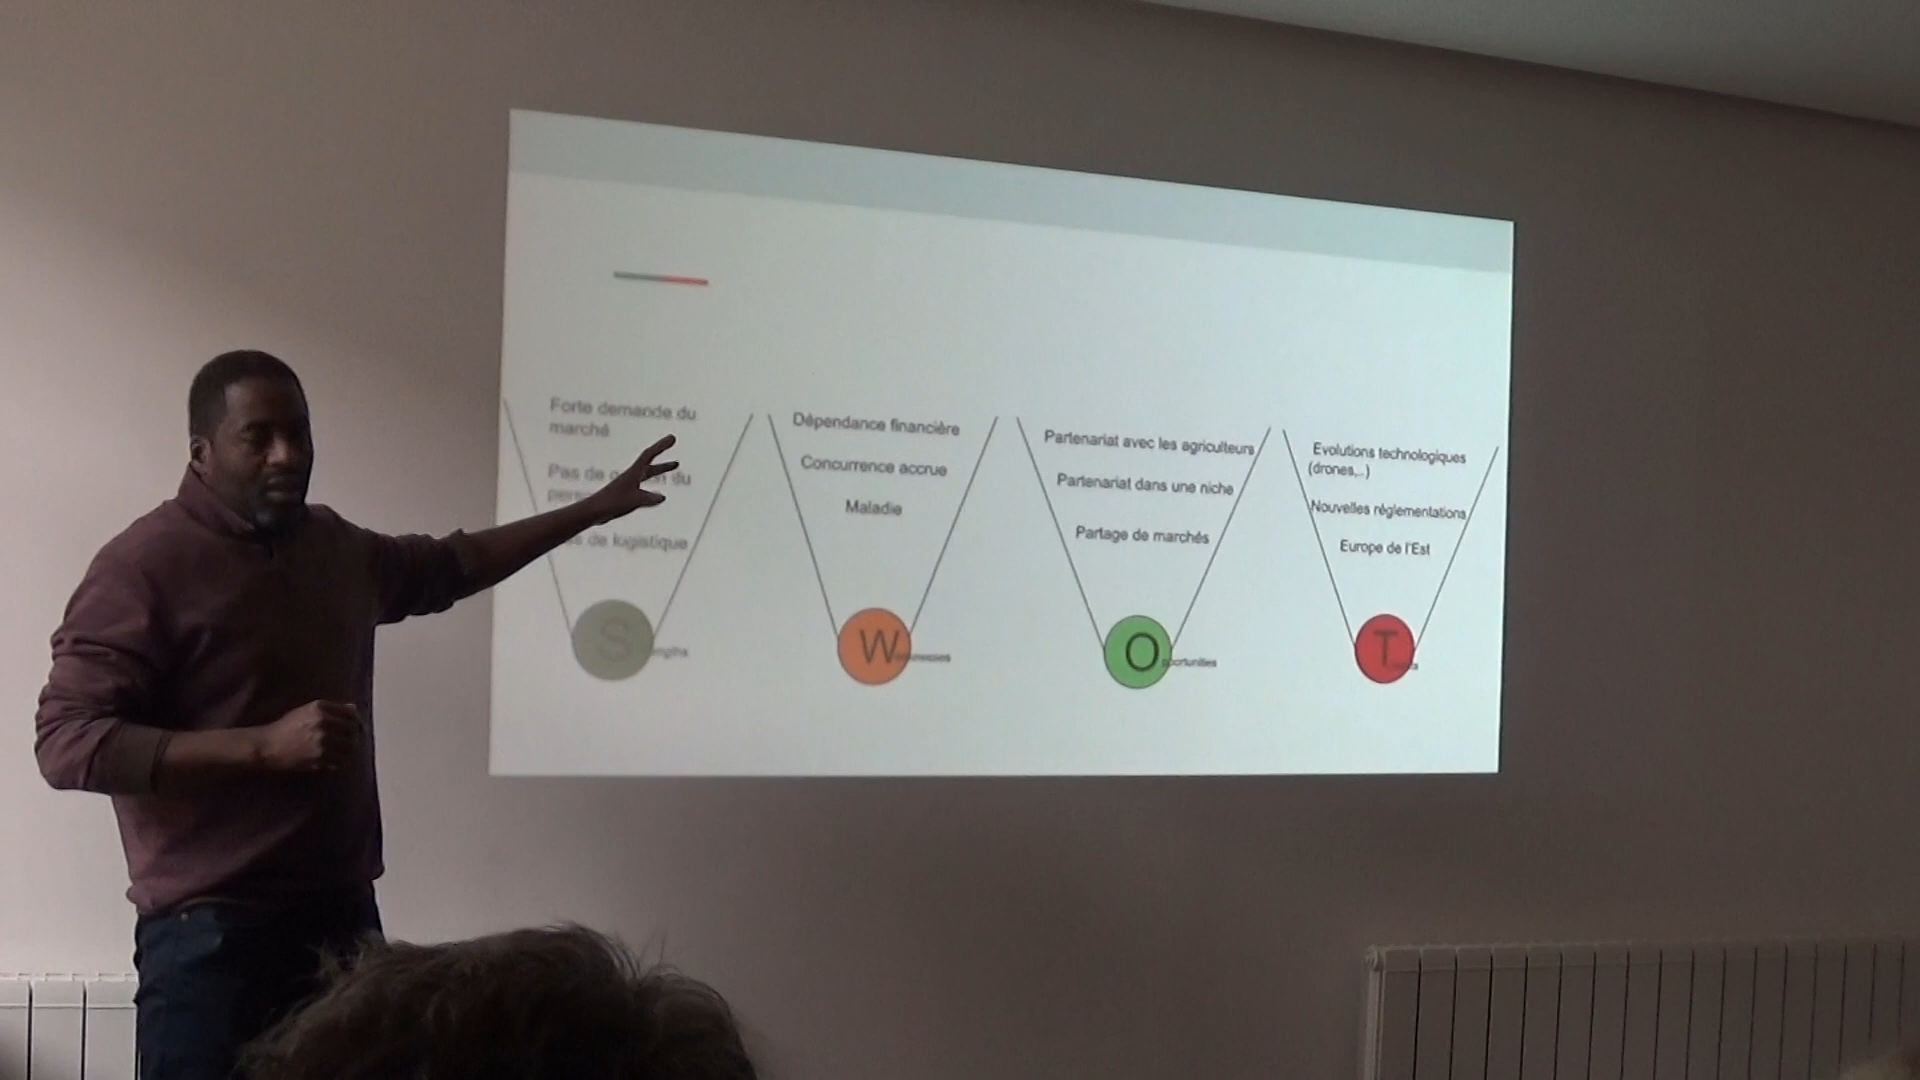 Forte demande du
marché
Pas de du
de logistique
S
Dépendance financière
Concurrence accrue
Maladie
W
Partenariat avec les agriculteurs
Partenariat dans une niche
Partage de marchés
O
pportunities
Evolutions technologiques
(drones,..)
Nouvelles réglementations
Europe de l'Est
T